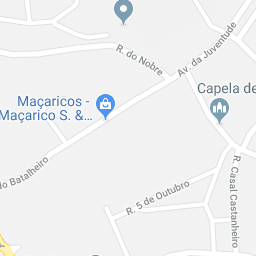 R. do Nobre
Av. da Juventude
Maçaricos -
Maçarico S. &...
Capela de
do Batalheiro
R. 5 de Outubro
R. Casal Castanheiro